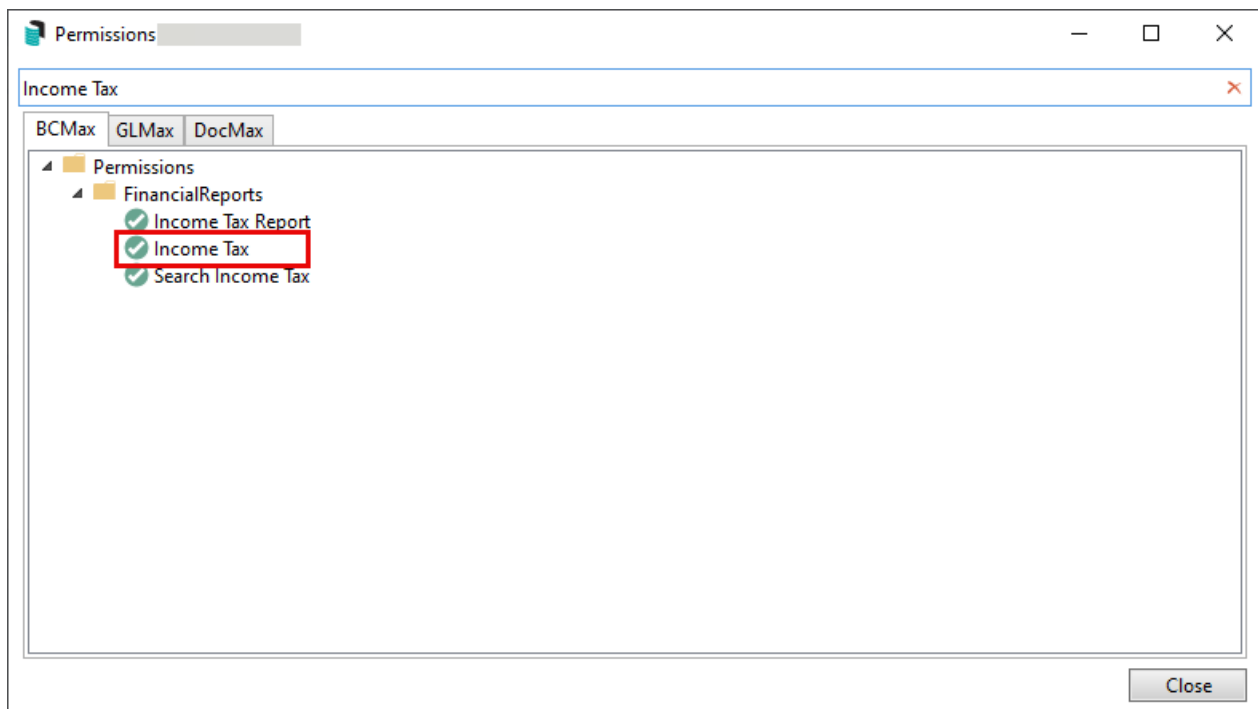 Permissions
Income Tax
BCMax GLMax DocMax
Permissions
FinancialReports
Income Tax Report
Income Tax
Search Income Tax
Close